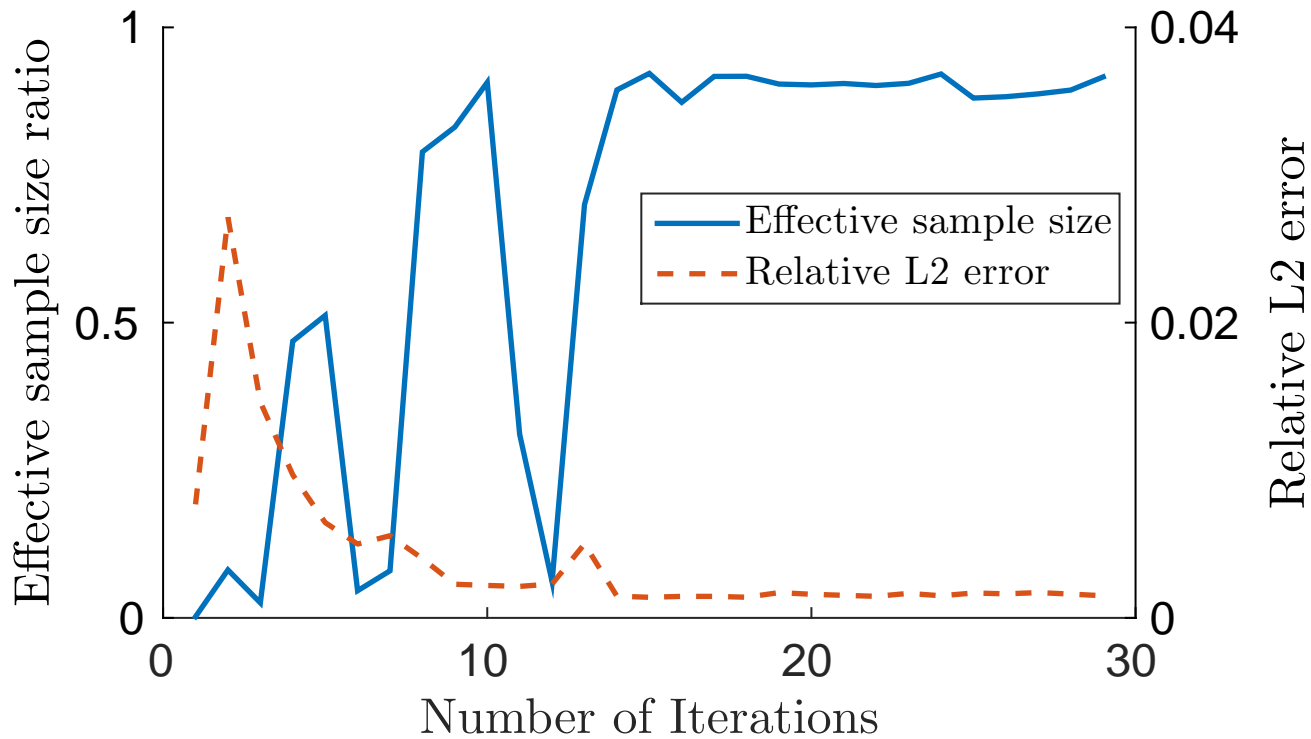 1
0.5
0
Effective sample size ratio
0.04
0.02
0
Relative L2 error
Effective sample size
Relative L2 error
0
10
20
30
Number of Iterations